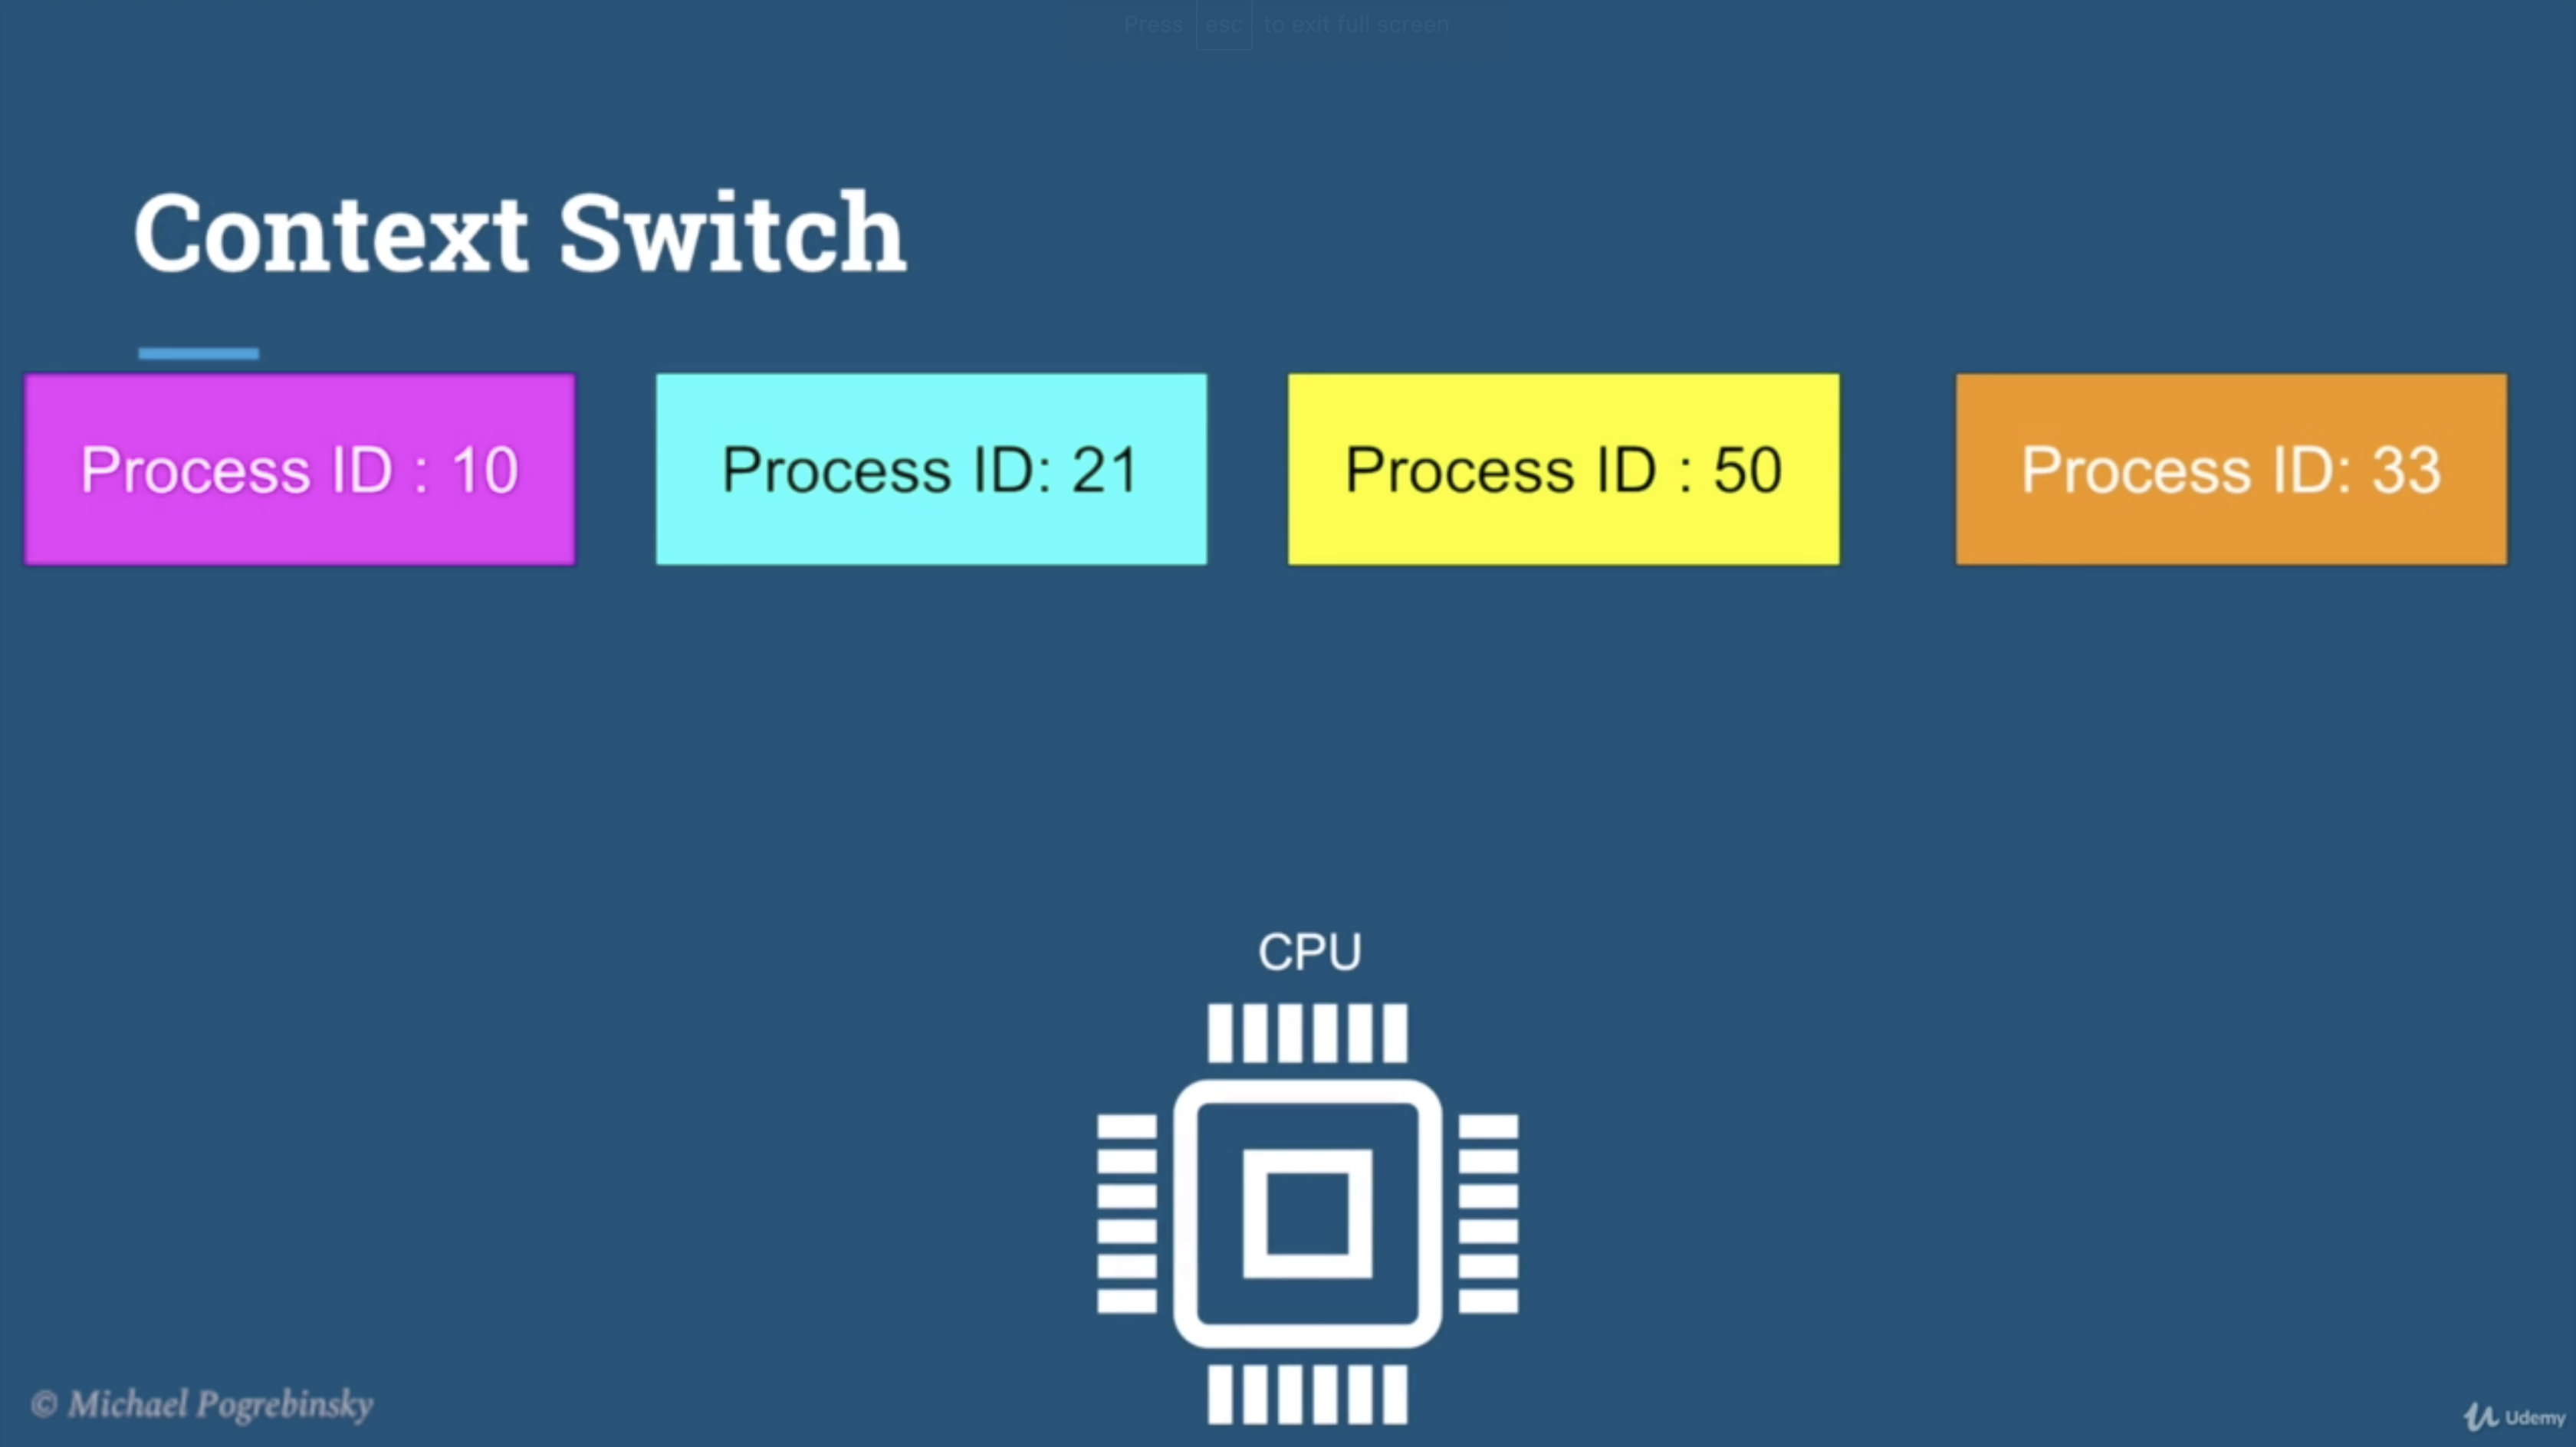 Press esc to exit full screen
Context Switch
Process ID : 10
Process ID: 21
Process ID : 50
Process ID: 33
CPU
© Michael Pogrebinsky
Udemy